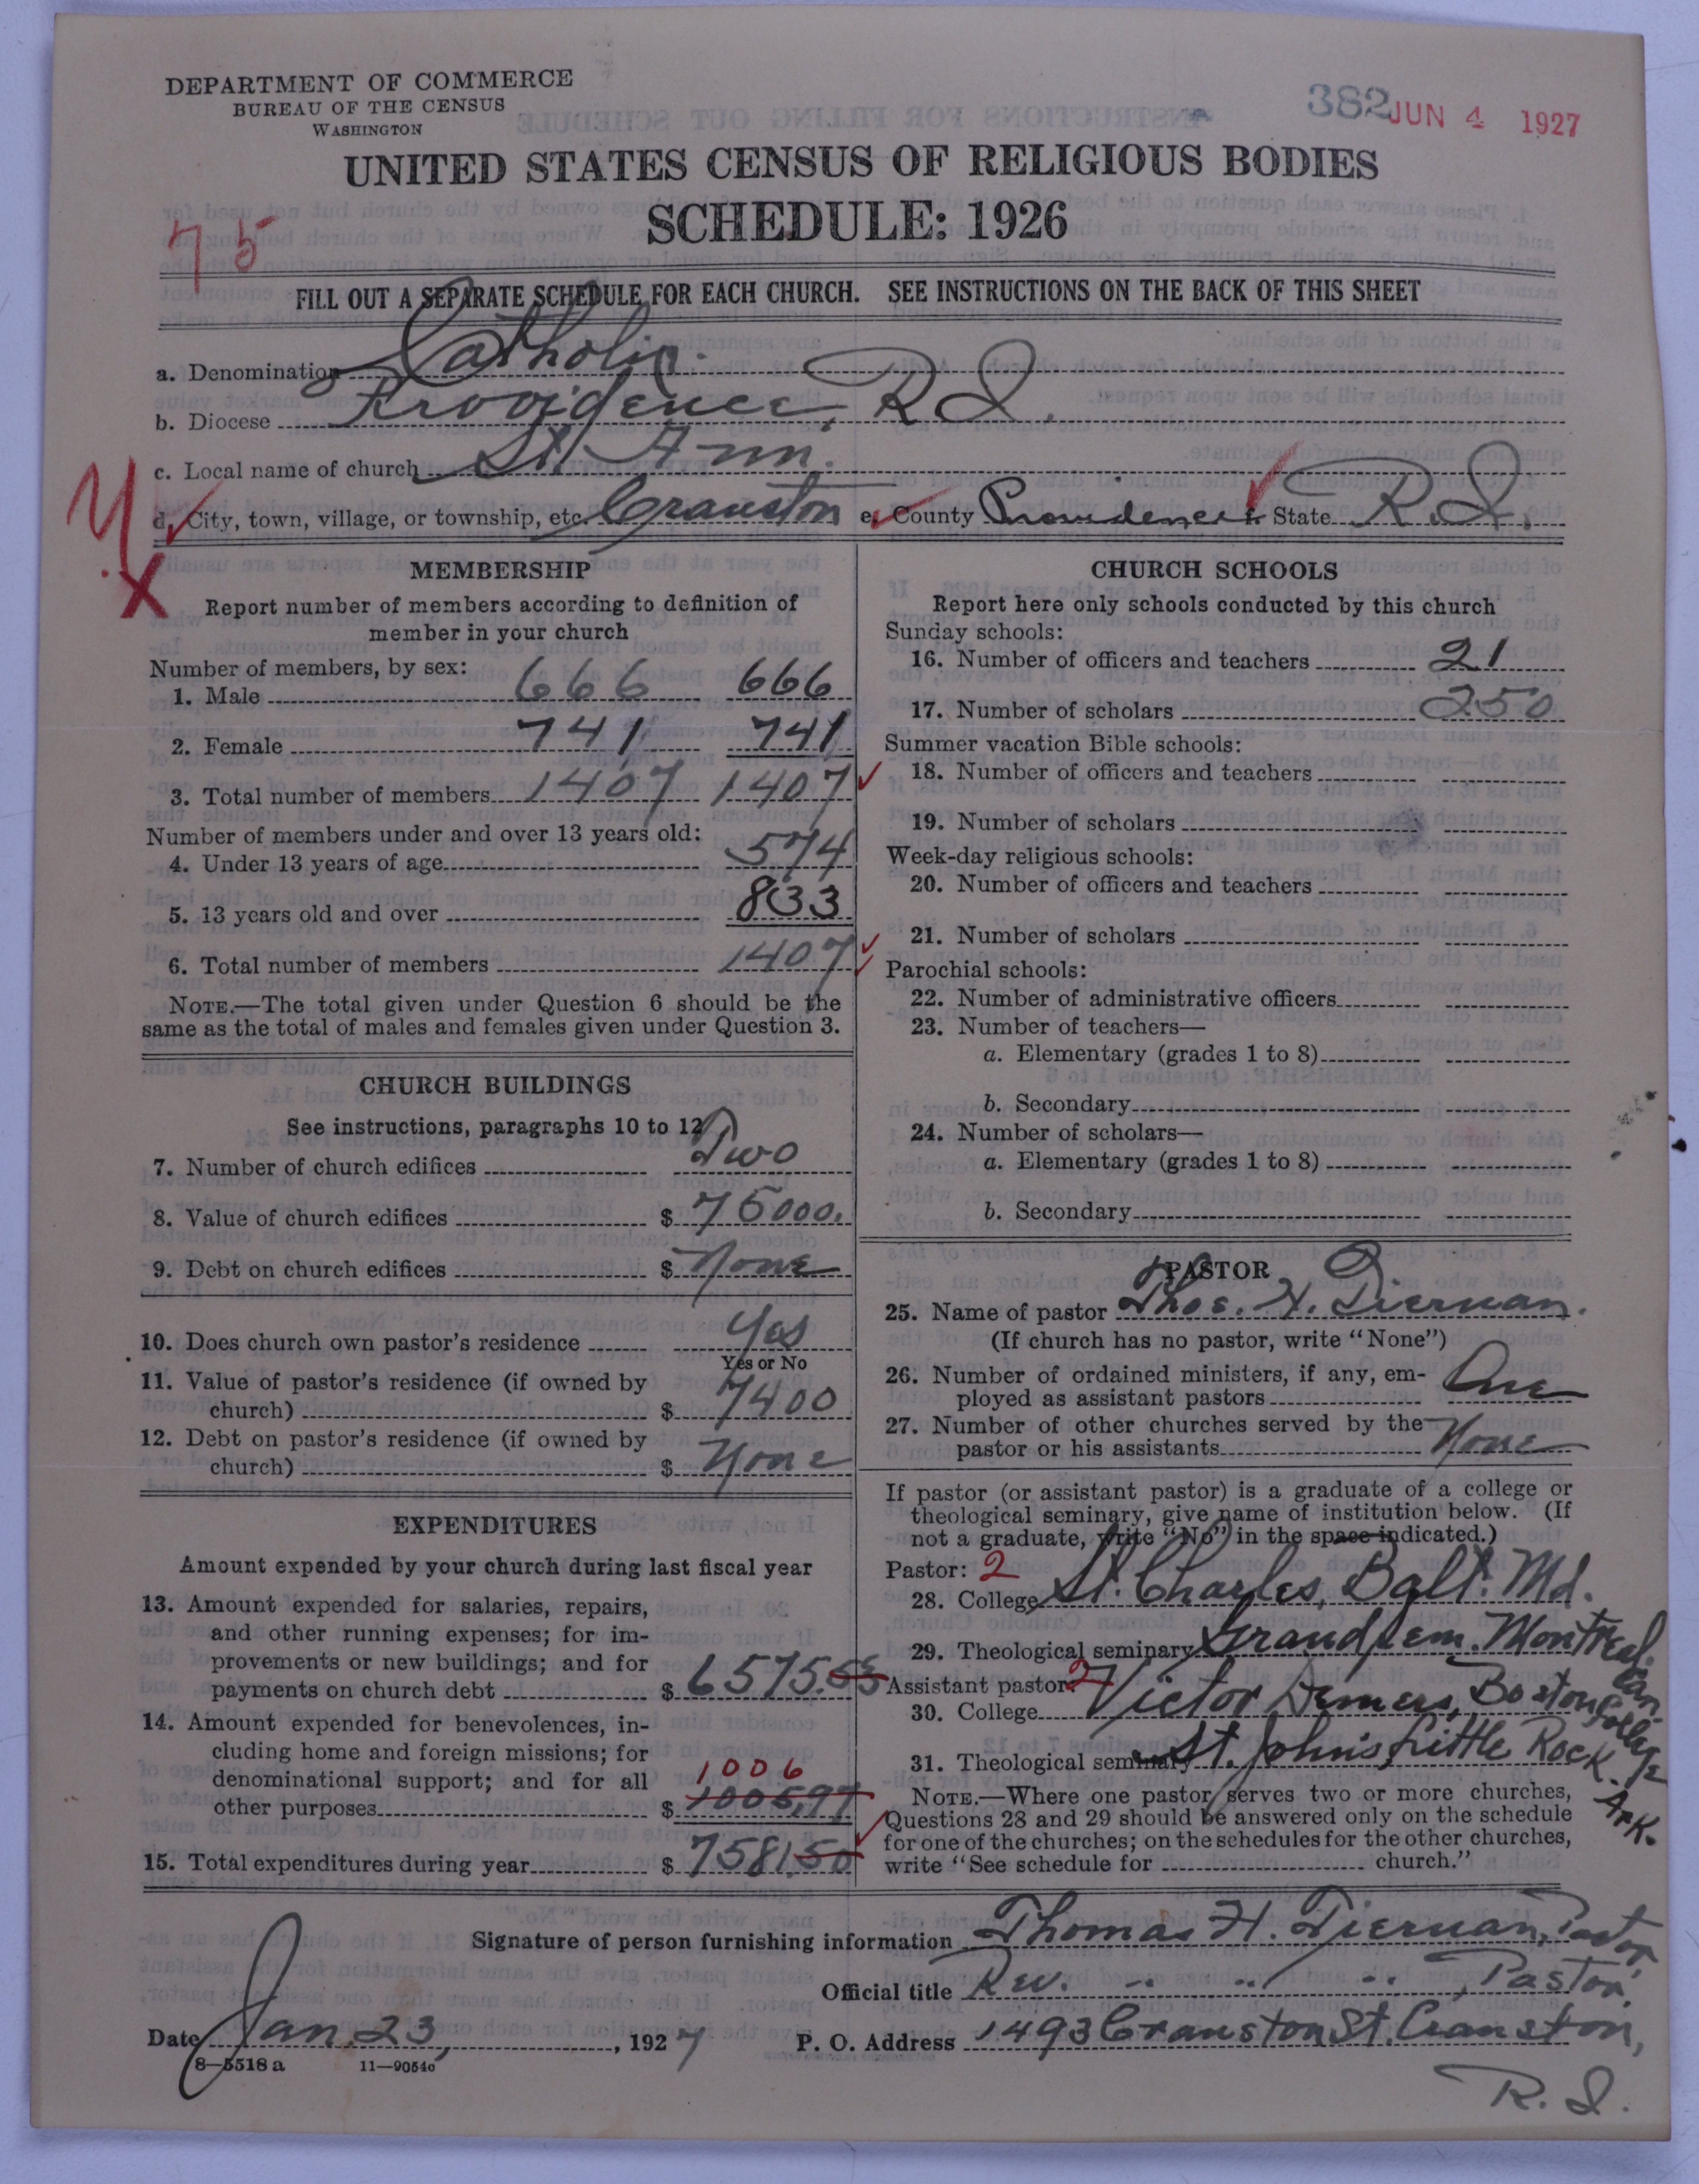 DEPARTMENT OF COMMERCE
BUREAU OF THE CENSUS
WASHINGTON
382 JUN 4 1927
UNITED STATES CENSUS OF RELIGIOUS BODIES
SCHEDULE: 1926
75
FILL OUT A SEPARATE SCHEDULE FOR EACH CHURCH. SEE INSTRUCTIONS ON THE BACK OF THIS SHEET
a. Denomination Catholic.
b. Diocese Providence, R I.
c. Local name of church St. Ann.
d. City, town, village, or township, etc. Cranston e. County Providence f. State R. I.
X
MEMBERSHIP
Report number of members according to definition of
member in your church
Number of members, by sex:
1. Male 666 666
2. Female 741 741
3. Total number of members 1407 1407
Number of members under and over 13 years old:
4. Under 13 years of age 574
5. 13 years old and over 833
6. Total number of members 1407
NOTE.—The total given under Question 6 should be the
same as the total of males and females given under Question 3.
CHURCH BUILDINGS
See instructions, paragraphs 10 to 12
7. Number of church edifices Two
8. Value of church edifices $ 75000.
9. Debt on church edifices $ None
10. Does church own pastor's residence Yes
Yes or No
11. Value of pastor's residence (if owned by
church) $ 7400
12. Debt on pastor's residence (if owned by
church) $ None
EXPENDITURES
Amount expended by your church during last fiscal year
13. Amount expended for salaries, repairs,
and other running expenses; for im-
provements or new buildings; and for
payments on church debt $ 6575.53
14. Amount expended for benevolences, in-
cluding home and foreign missions; for
denominational support; and for all
other purposes $ 1005,97
1006
15. Total expenditures during year $ 7581.50
CHURCH SCHOOLS
Report here only schools conducted by this church
Sunday schools:
16. Number of officers and teachers 21
17. Number of scholars 250
Summer vacation Bible schools:
18. Number of officers and teachers
19. Number of scholars
Week-day religious schools:
20. Number of officers and teachers
21. Number of scholars
Parochial schools:
22. Number of administrative officers
23. Number of teachers—
a. Elementary (grades 1 to 8)
b. Secondary
24. Number of scholars—
a. Elementary (grades 1 to 8)
b. Secondary
PASTOR
25. Name of pastor Thos. H. Tiernan.
(If church has no pastor, write "None")
26. Number of ordained ministers, if any, em-
ployed as assistant pastors One
27. Number of other churches served by the
pastor or his assistants None
If pastor (or assistant pastor) is a graduate of a college or
theological seminary, give name of institution below. (If
not a graduate, write "No" in the space indicated.)
Pastor: 2
28. College St. Charles, Balt. Md.
29. Theological seminary Grand Sem. Montreal. Can.
Assistant pastor: 2
30. College Victor Demers, Boston College
31. Theological seminary St. John's Little Rock. Ark.
NOTE.—Where one pastor serves two or more churches,
Questions 28 and 29 should be answered only on the schedule
for one of the churches; on the schedules for the other churches,
write "See schedule for church."
Signature of person furnishing information Thomas H. Tiernan, Pastor,
Official title Rev. " " " , Pastor.
Date Jan. 23, , 1927 P. O. Address 1493 Cranston St. Cranston,
R. I.
8—5518 a 11—9054c